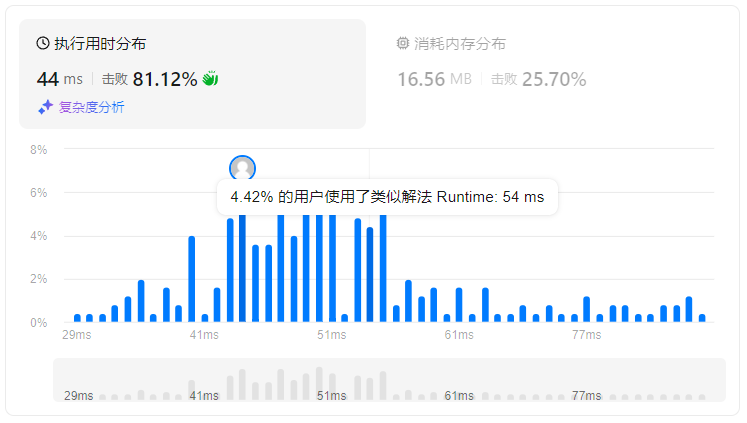 执行用时分布
44 ms 击败 81.12%
复杂度分析
消耗内存分布
16.56 MB 击败 25.70%
8%
6%
4%
2%
0%
4.42% 的用户使用了类似解法 Runtime: 54 ms
29ms 41ms 51ms 61ms 77ms
29ms 41ms 51ms 61ms 77ms